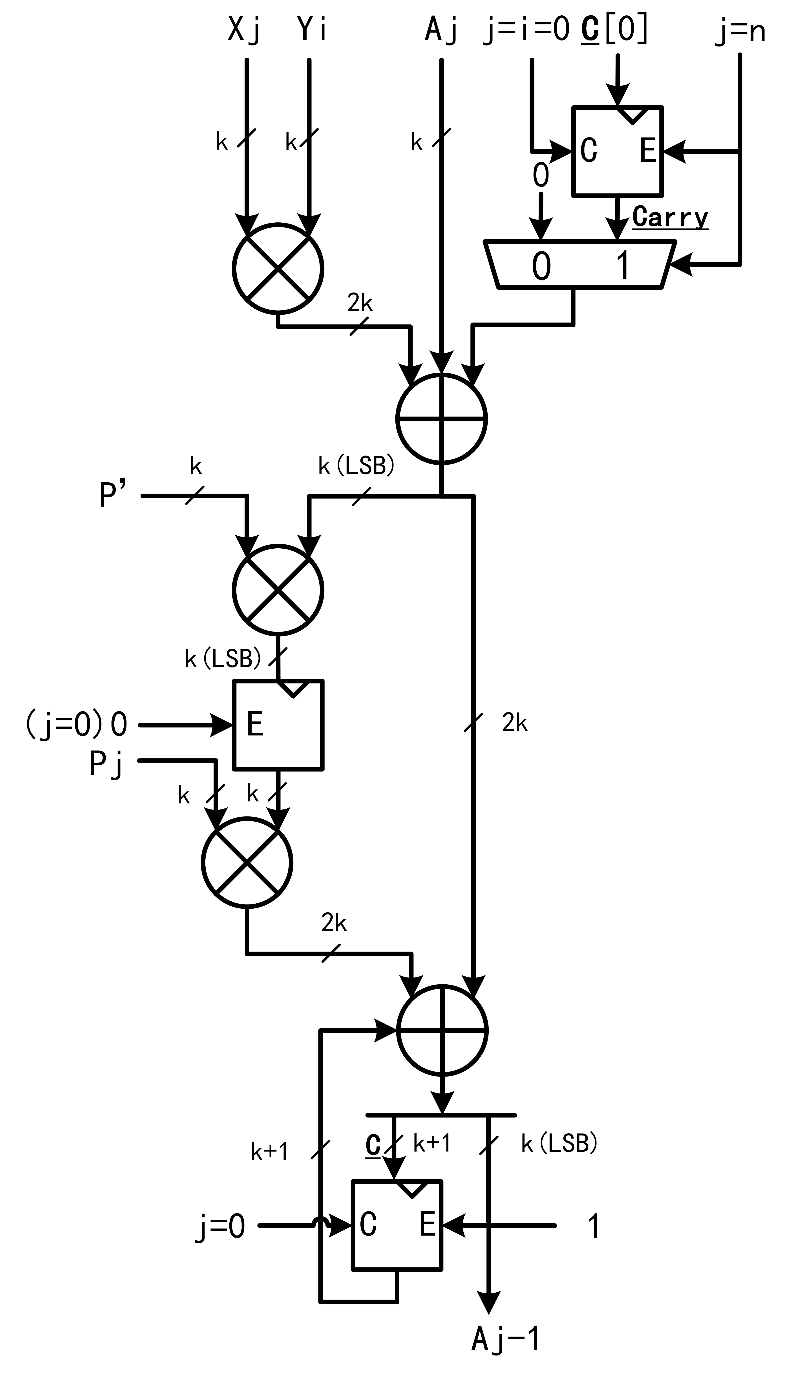 Xj Yi Aj j=i=0 C[0] j=n
k k k C E
0
Carry
0 1
2k
k k(LSB)
P'
k(LSB)
(j=0)0 E 2k
Pj
k k
2k
k+1 C k+1 k(LSB)
j=0 C E 1
Aj-1